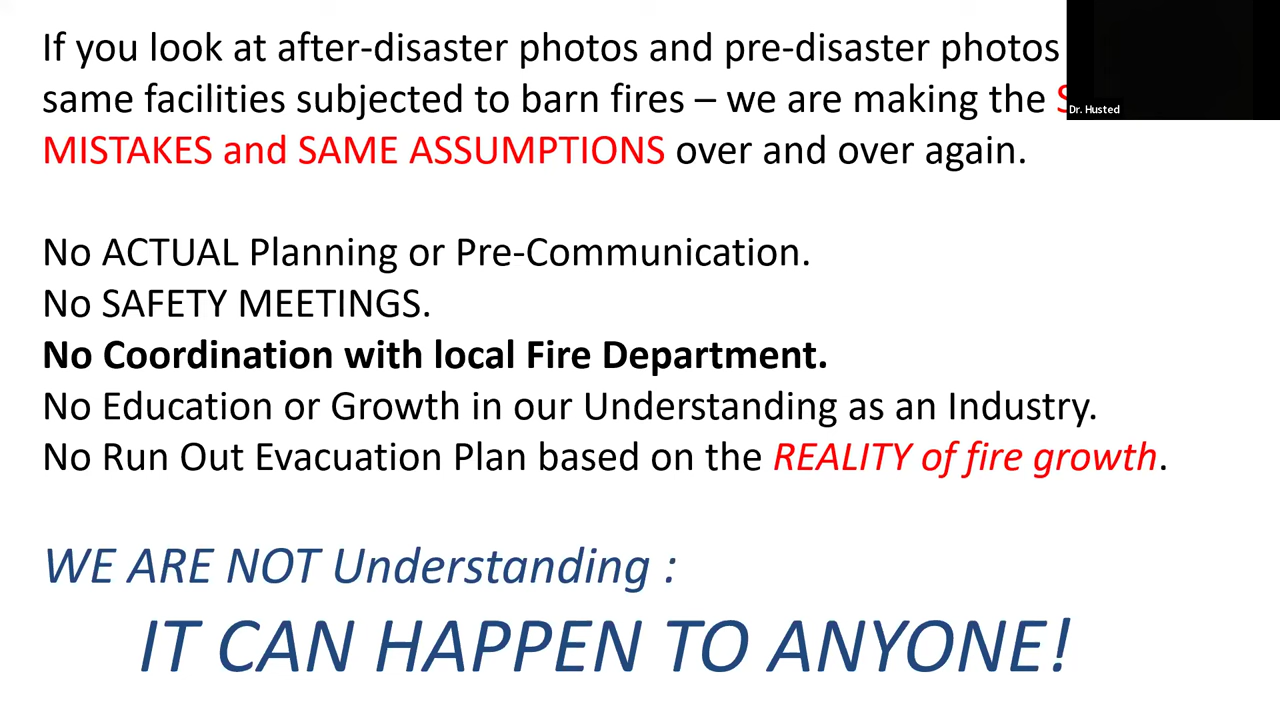 If you look at after-disaster photos and pre-disaster photos
same facilities subjected to barn fires – we are making the
MISTAKES and SAME ASSUMPTIONS over and over again.
No ACTUAL Planning or Pre-Communication.
No SAFETY MEETINGS.
No Coordination with local Fire Department.
No Education or Growth in our Understanding as an Industry.
No Run Out Evacuation Plan based on the REALITY of fire growth.
WE ARE NOT Understanding :
IT CAN HAPPEN TO ANYONE!
Dr. Husted